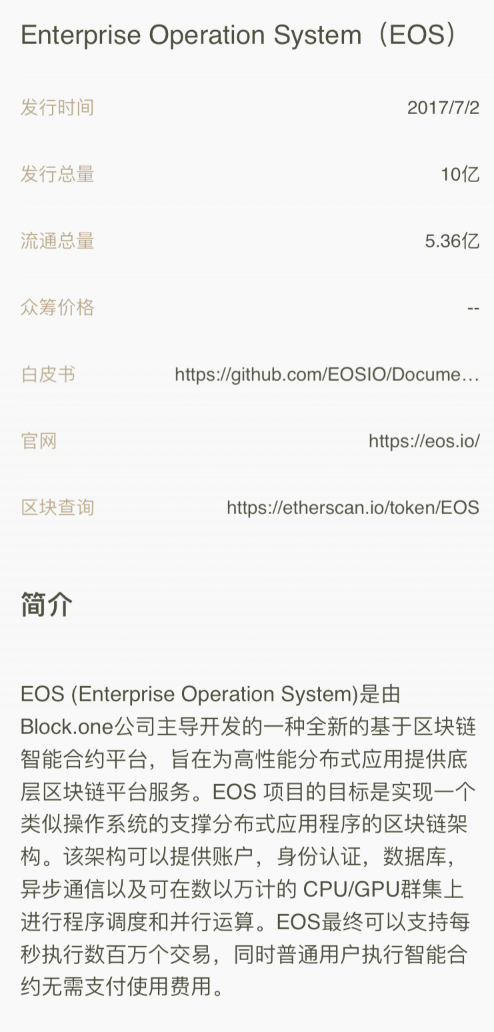 Enterprise Operation System（EOS）
发行时间 2017/7/2
发行总量 10亿
流通总量 5.36亿
众筹价格 --
白皮书 https://github.com/EOSIO/Docume…
官网 https://eos.io/
区块查询 https://etherscan.io/token/EOS
简介
EOS (Enterprise Operation System)是由
Block.one公司主导开发的一种全新的基于区块链
智能合约平台，旨在为高性能分布式应用提供底
层区块链平台服务。EOS 项目的目标是实现一个
类似操作系统的支撑分布式应用程序的区块链架
构。该架构可以提供账户，身份认证，数据库，
异步通信以及可在数以万计的 CPU/GPU群集上
进行程序调度和并行运算。EOS最终可以支持每
秒执行数百万个交易，同时普通用户执行智能合
约无需支付使用费用。